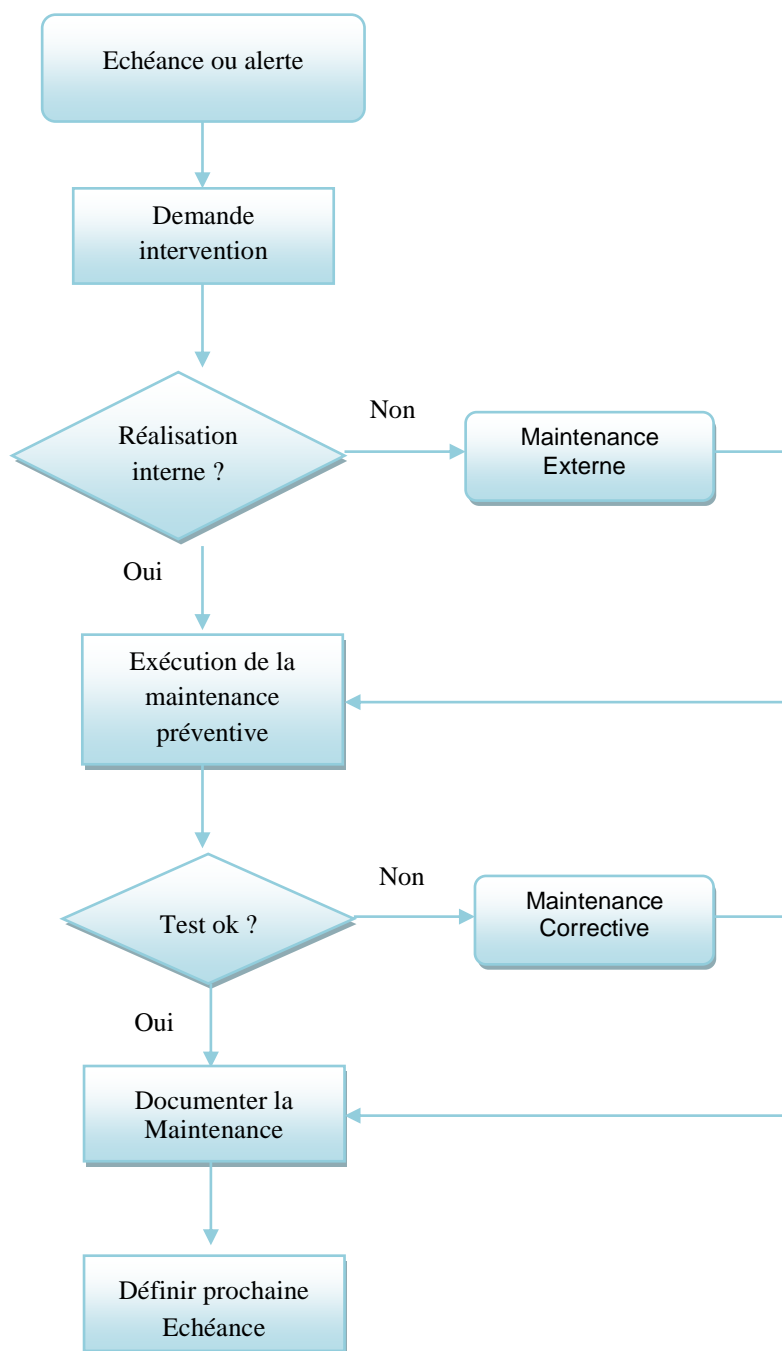 Echéance ou alerte
Demande
intervention
Réalisation
interne ?
Non
Maintenance
Externe
Oui
Exécution de la
maintenance
préventive
Test ok ?
Non
Maintenance
Corrective
Oui
Documenter la
Maintenance
Définir prochaine
Echéance